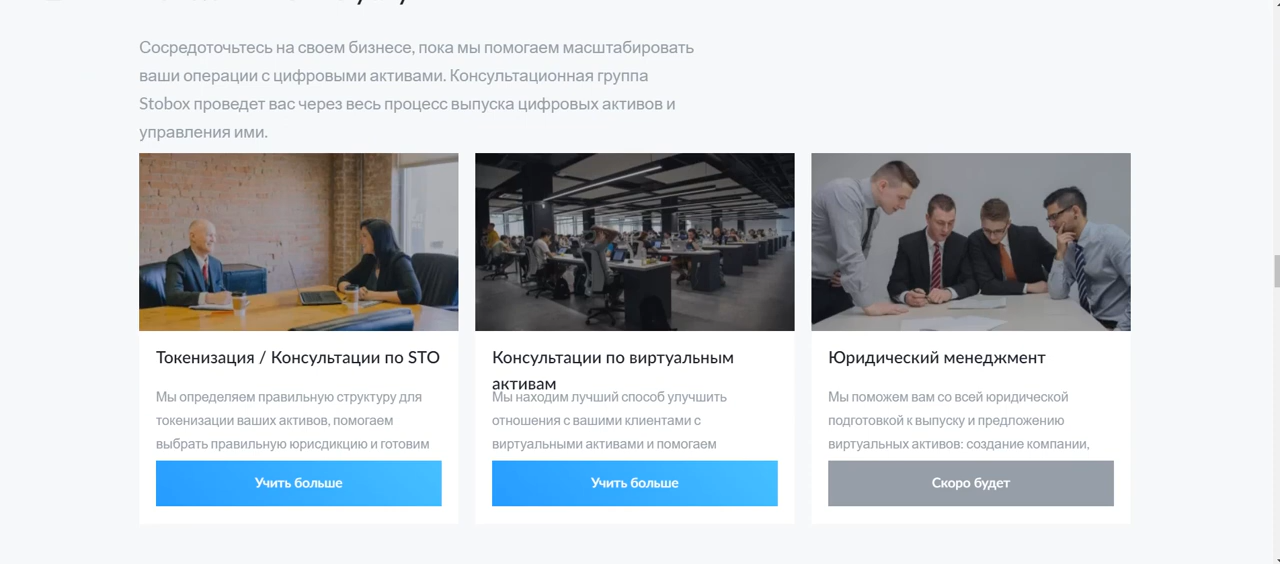 Сосредоточьтесь на своем бизнесе, пока мы помогаем масштабировать
ваши операции с цифровыми активами. Консультационная группа
Stobox проведет вас через весь процесс выпуска цифровых активов и
управления ими.
Токенизация / Консультации по STO
Мы определяем правильную структуру для
токенизации ваших активов, помогаем
выбрать правильную юрисдикцию и готовим
Учить больше
Консультации по виртуальным
активам
Мы находим лучший способ улучшить
отношения с вашими клиентами с
виртуальными активами и помогаем
Учить больше
Юридический менеджмент
Мы поможем вам со всей юридической
подготовкой к выпуску и предложению
виртуальных активов: создание компании,
Скоро будет